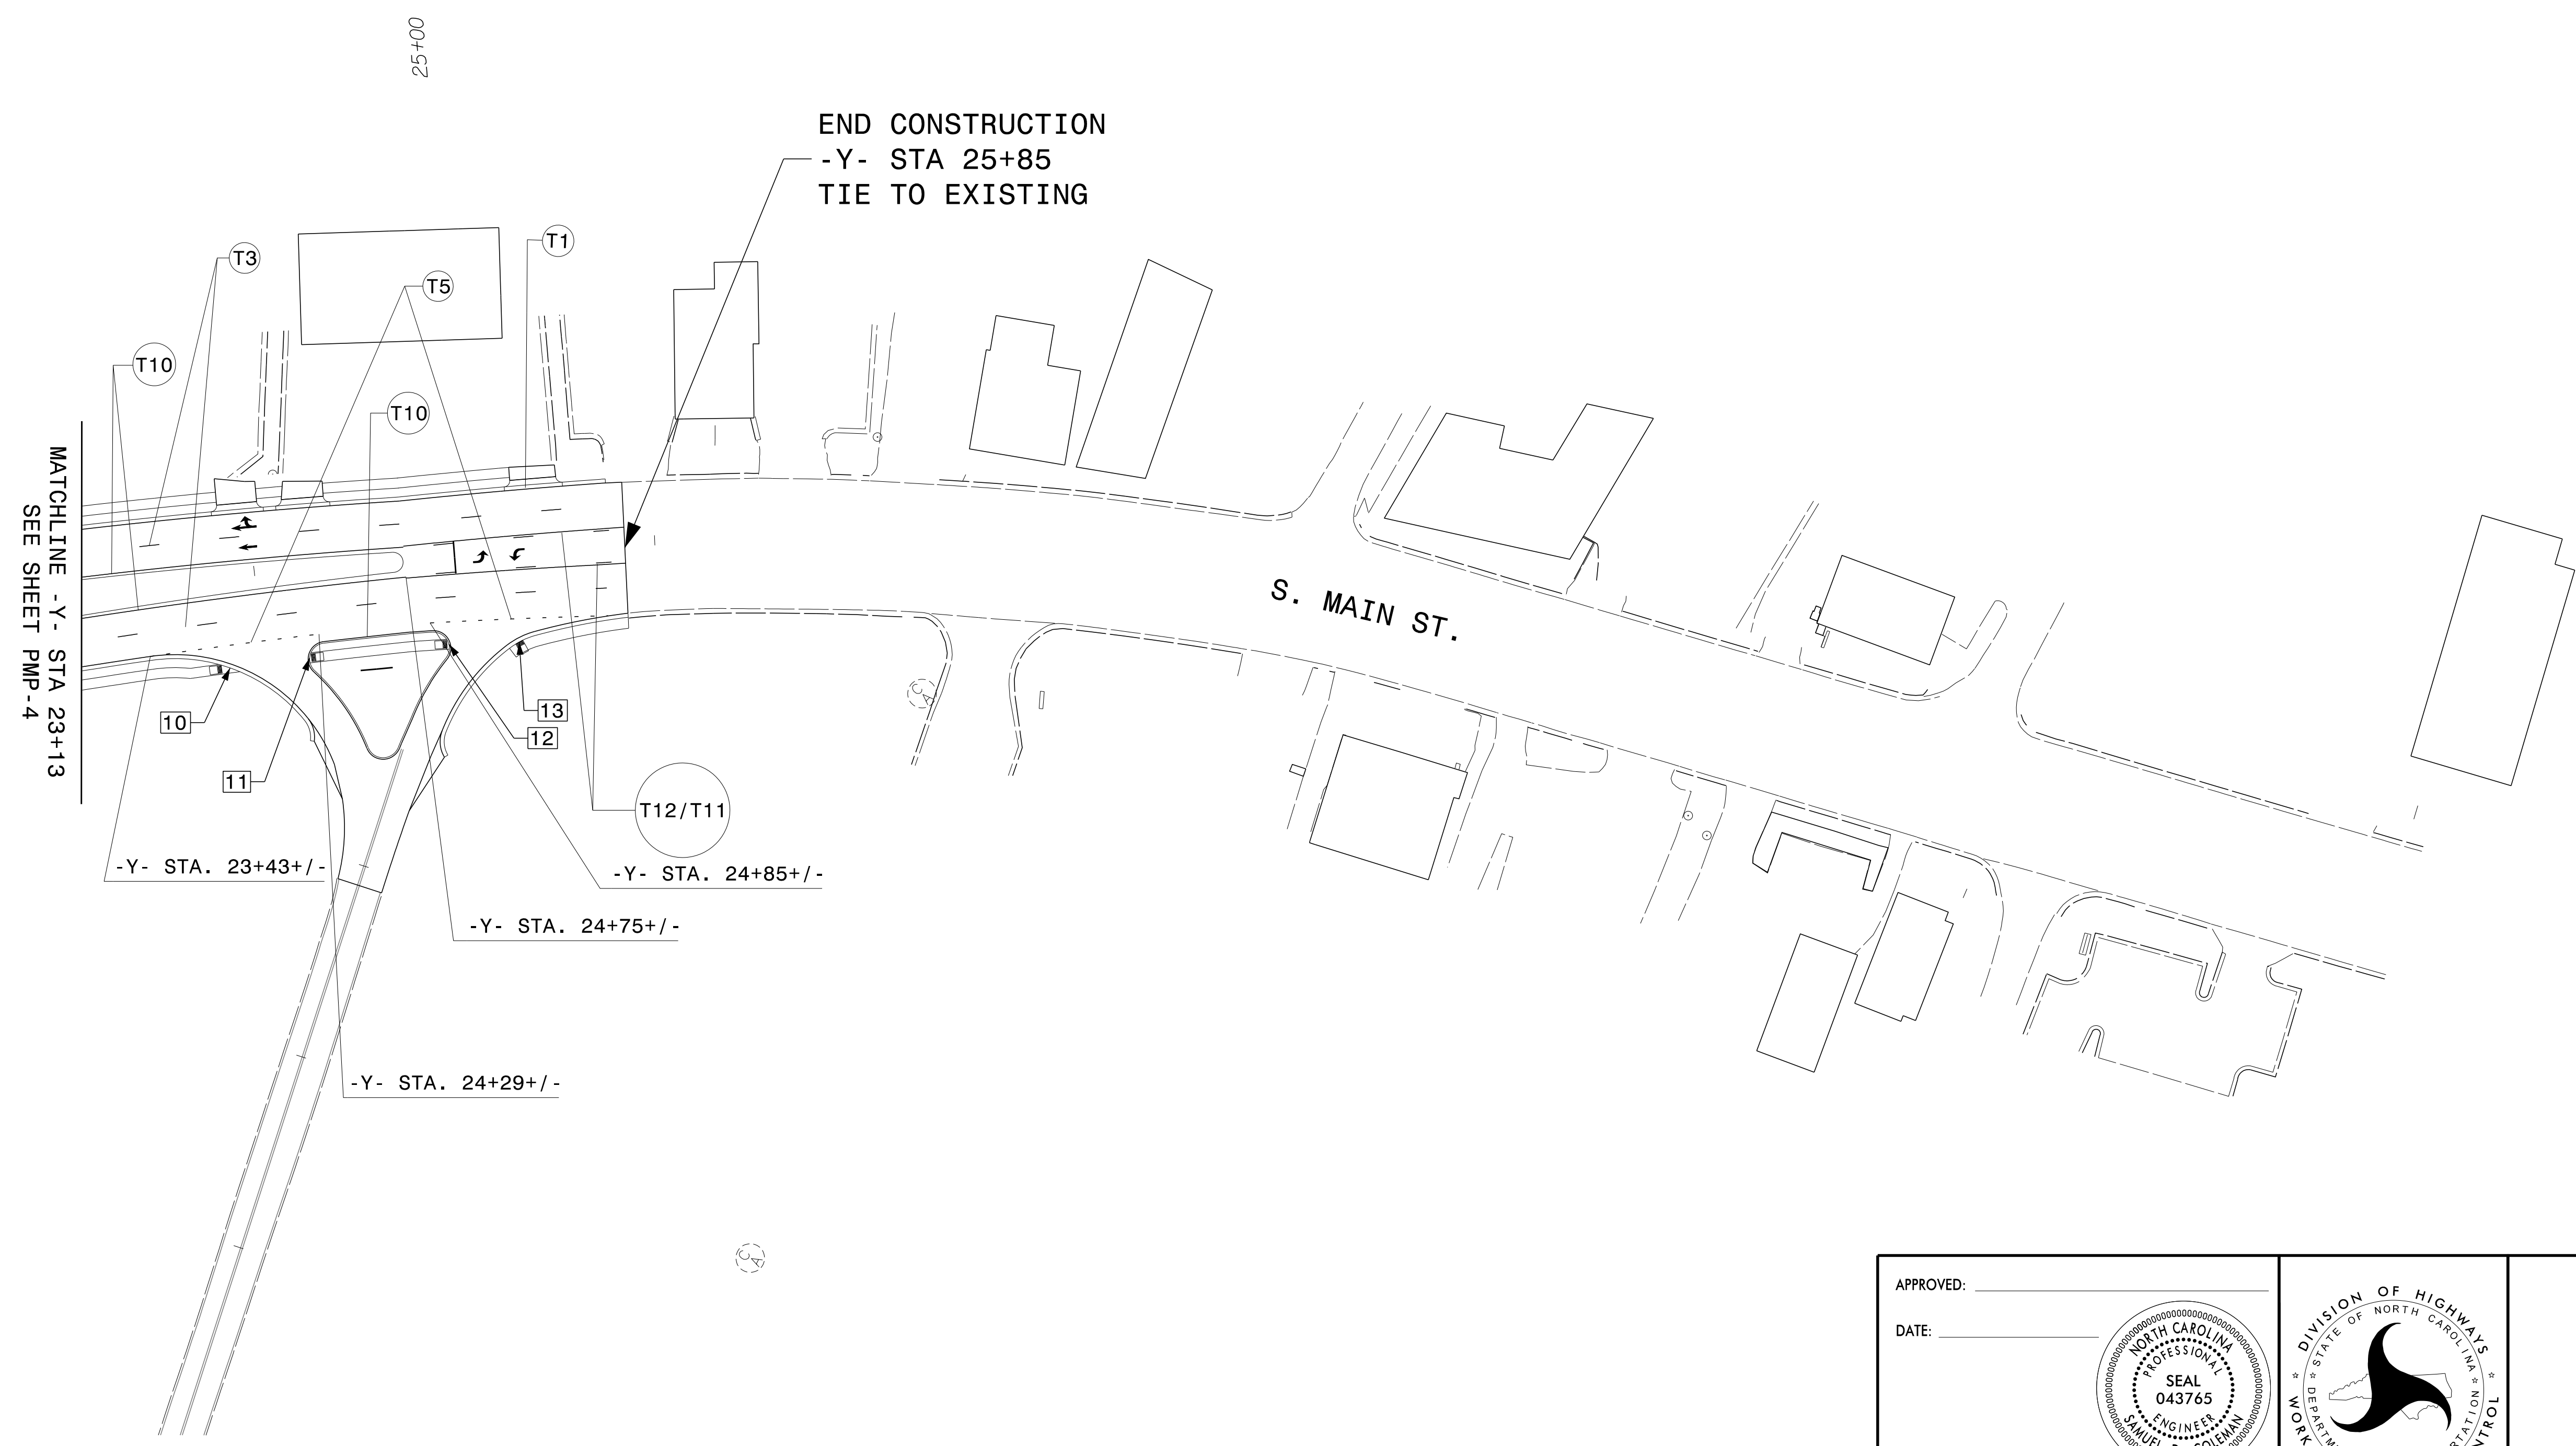 25+00
END CONSTRUCTION
-Y- STA 25+85
TIE TO EXISTING
T1
T3
T5
T10
T10
MATCHLINE -Y- STA 23+13
SEE SHEET PMP-4
S. MAIN ST.
C A
10
13
12
11
T12/T11
-Y- STA. 23+43+/-
-Y- STA. 24+85+/-
-Y- STA. 24+75+/-
-Y- STA. 24+29+/-
C A
APPROVED:
DATE:
NORTH CAROLINA
PROFESSIONAL
SEAL
043765
ENGINEER
SAMUEL COLEMAN
DIVISION OF HIGHWAYS
STATE OF NORTH CAROLINA